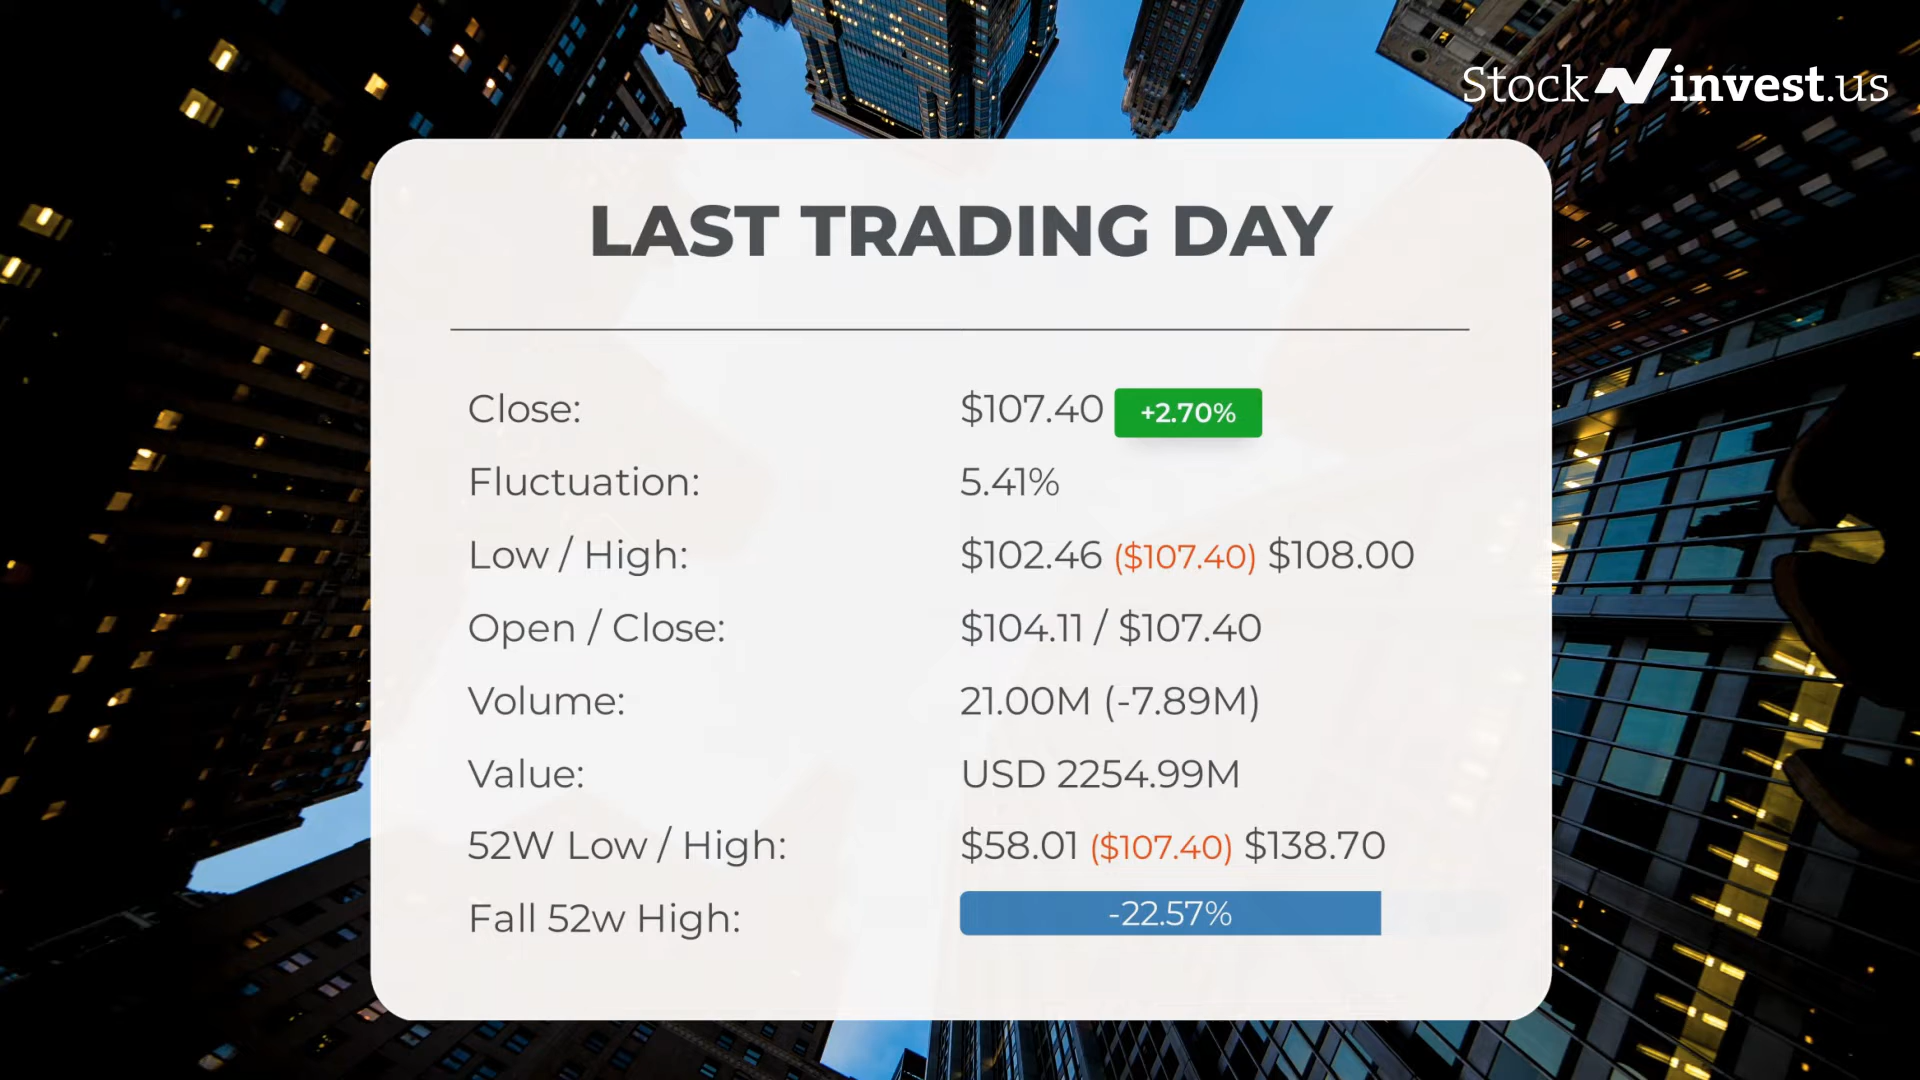 Stock invest.us
LAST TRADING DAY
Close: $107.40 +2.70%
Fluctuation: 5.41%
Low / High: $102.46 ($107.40) $108.00
Open / Close: $104.11 / $107.40
Volume: 21.00M (-7.89M)
Value: USD 2254.99M
52W Low / High: $58.01 ($107.40) $138.70
Fall 52w High: -22.57%